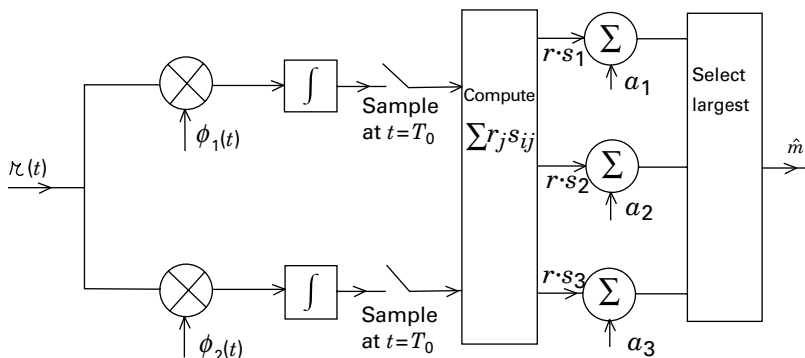 r(t)
ϕ₁(t)
∫
Sample
at t=T₀
ϕ₂(t)
∫
Sample
at t=T₀
Compute
∑rⱼsᵢⱼ
r·s₁
∑
a₁
r·s₂
∑
a₂
r·s₃
∑
a₃
Select
largest
m̂